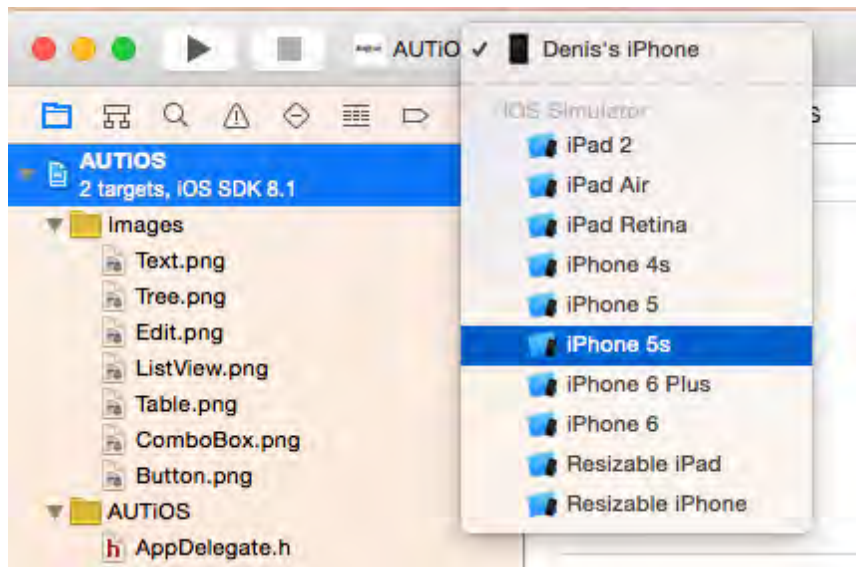 AUTiO
Denis's iPhone
iOS Simulator
S
iPad 2
iPad Air
iPad Retina
iPhone 4s
iPhone 5
iPhone 5s
iPhone 6 Plus
iPhone 6
Resizable iPad
Resizable iPhone
AUTiOS
2 targets, iOS SDK 8.1
Images
Text.png
Tree.png
Edit.png
ListView.png
Table.png
ComboBox.png
Button.png
AUTiOS
h AppDelegate.h